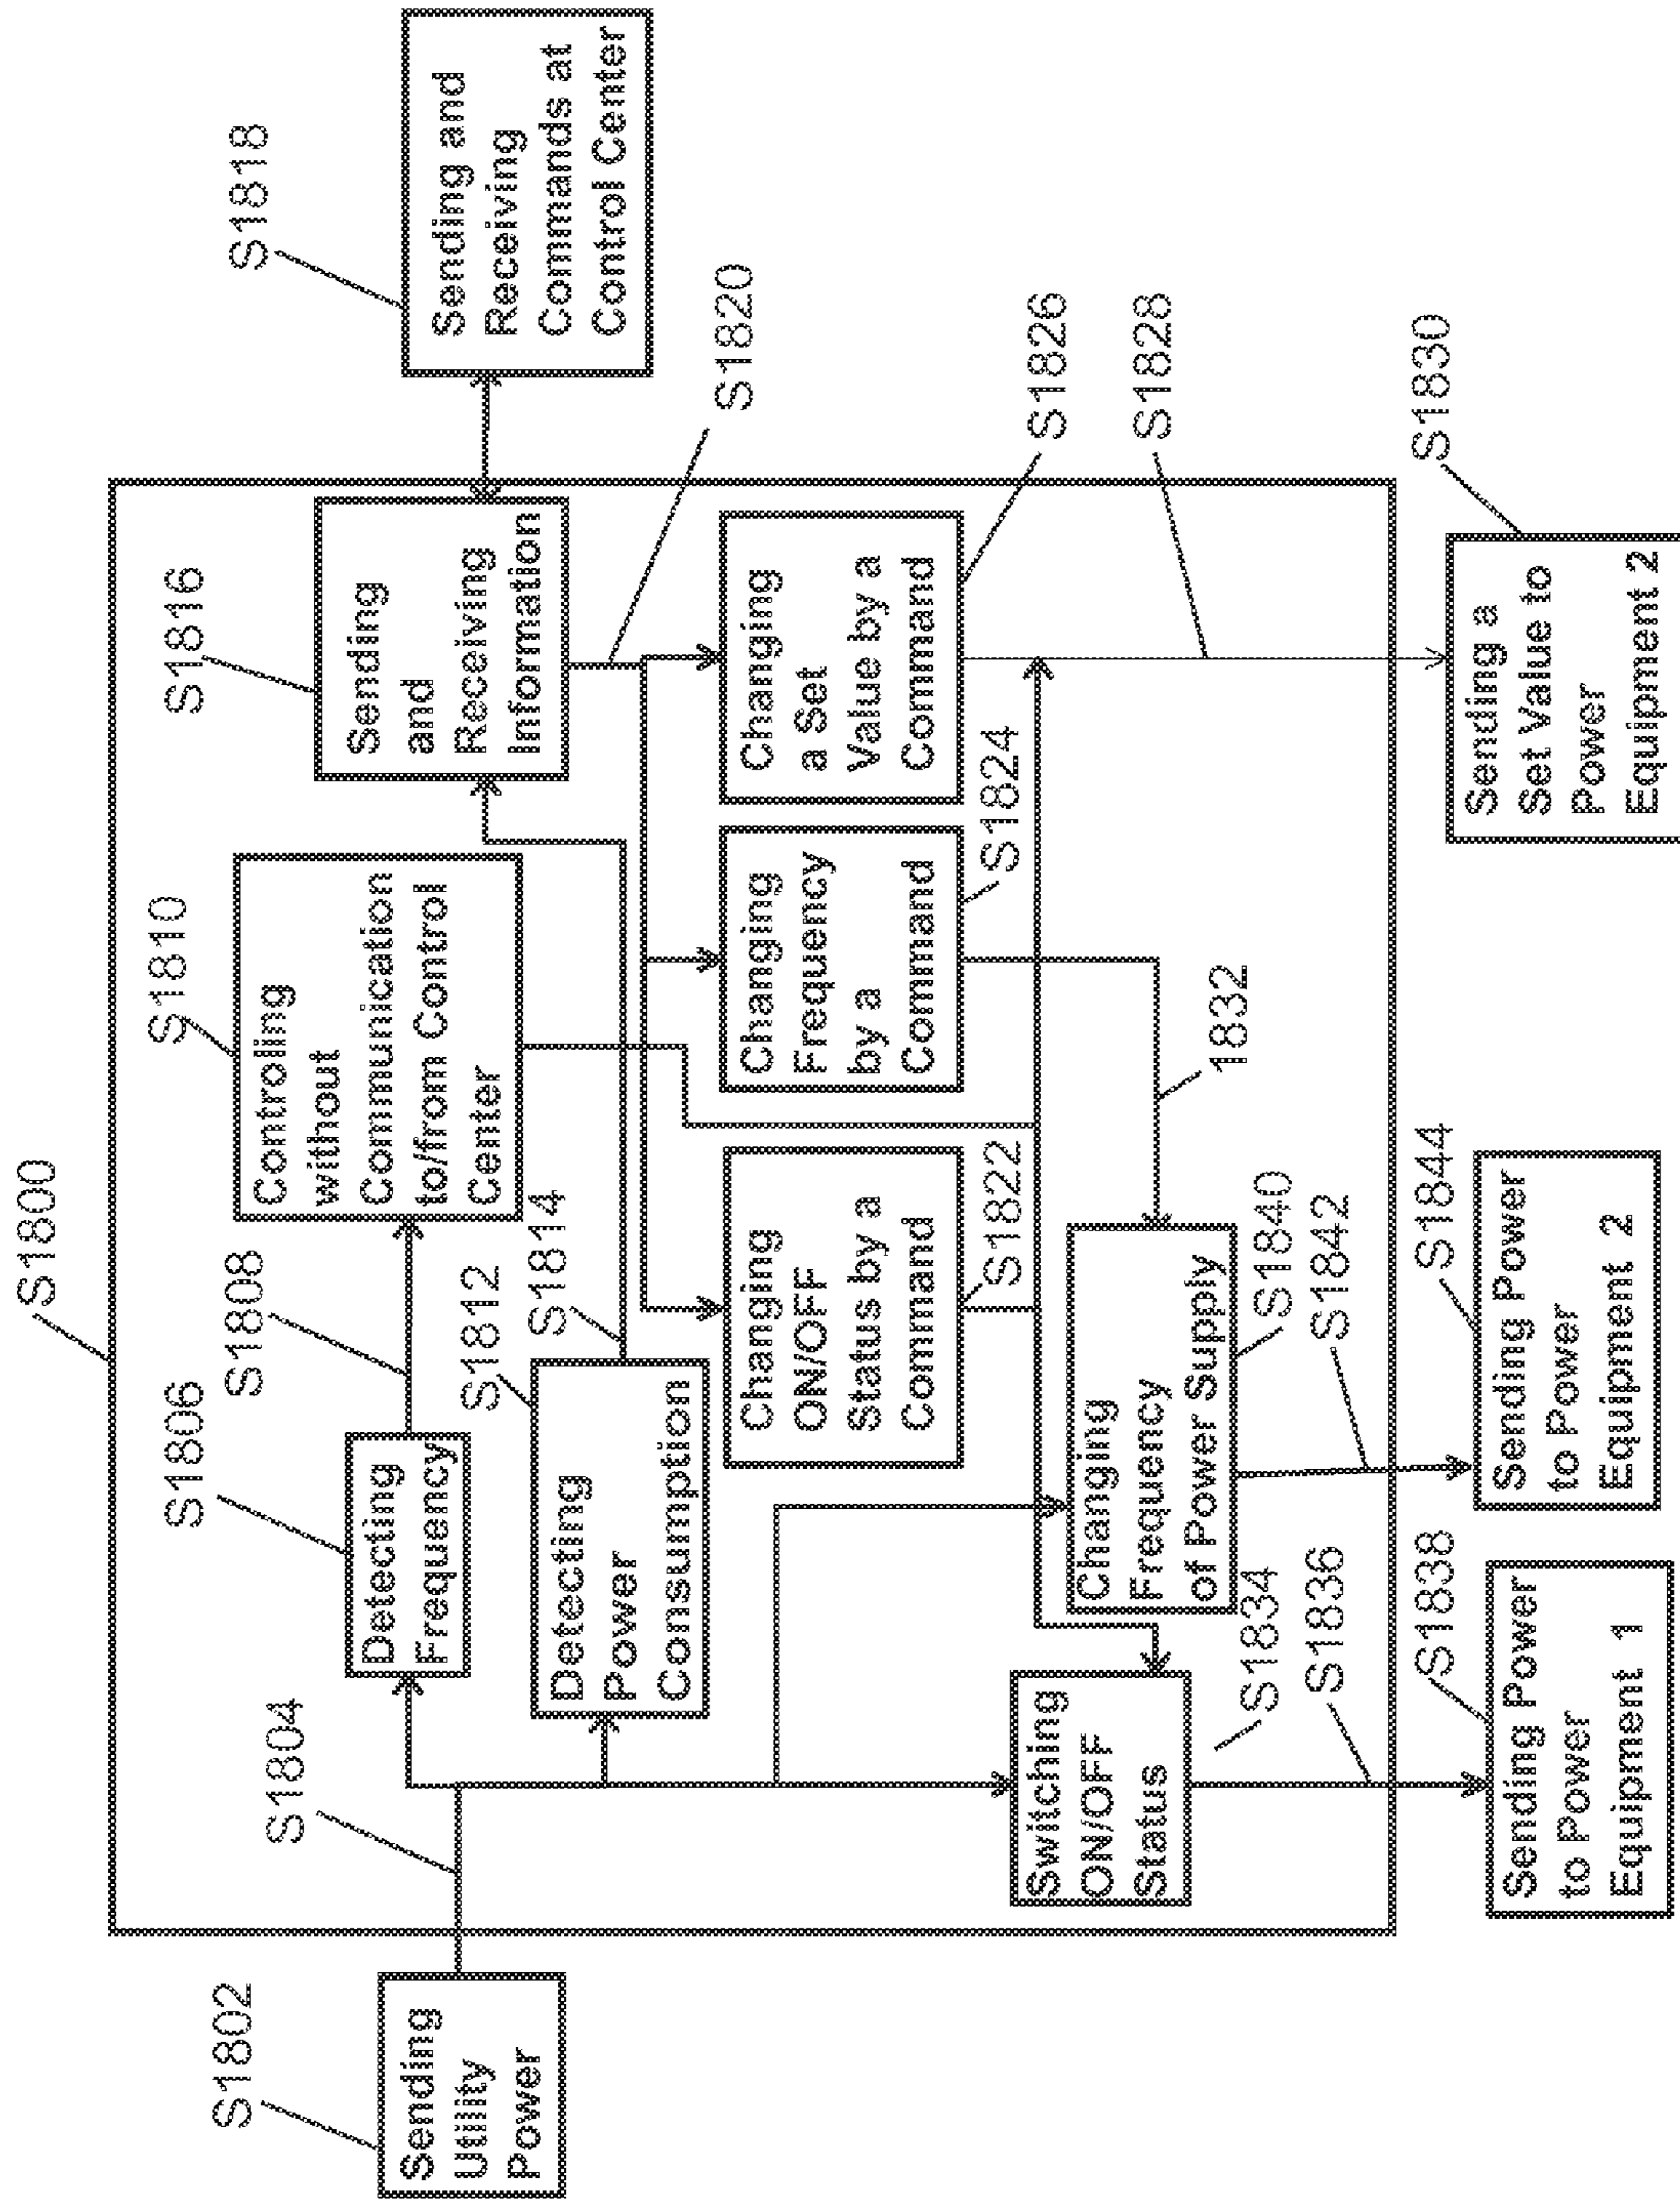 S1800
S1802
Sending
Utility
Power
S1804
S1806
Detecting
Frequency
S1808
S1810
Controling
without
Communication
to/from Control
Center
S1812
Detecting
Power
Consumption
S1814
S1816
Sending
and
Receiving
Information
S1818
Sending and
Receiving
Commands at
Control Center
S1820
Changing
ON/OFF
Status by a
Command
S1822
Changing
Frequency
by a
Command
S1824
Changing
a Set
Value by a
Command
S1826
S1828
Switching
ON/OFF
Status
S1834
Changing
Frequency
of Power Supply
1832
S1840
S1836
S1842
S1838
Sending Power
to Power
Equipment 1
S1844
Sending Power
to Power
Equipment 2
S1830
Sending a
Set Value to
Power
Equipment 2